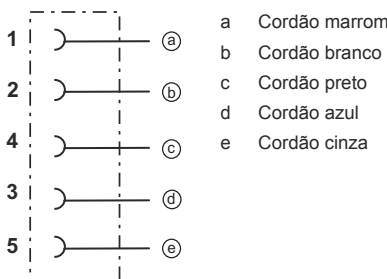 1 a
2 b
4 c
3 d
5 e
a Cordão marrom
b Cordão branco
c Cordão preto
d Cordão azul
e Cordão cinza